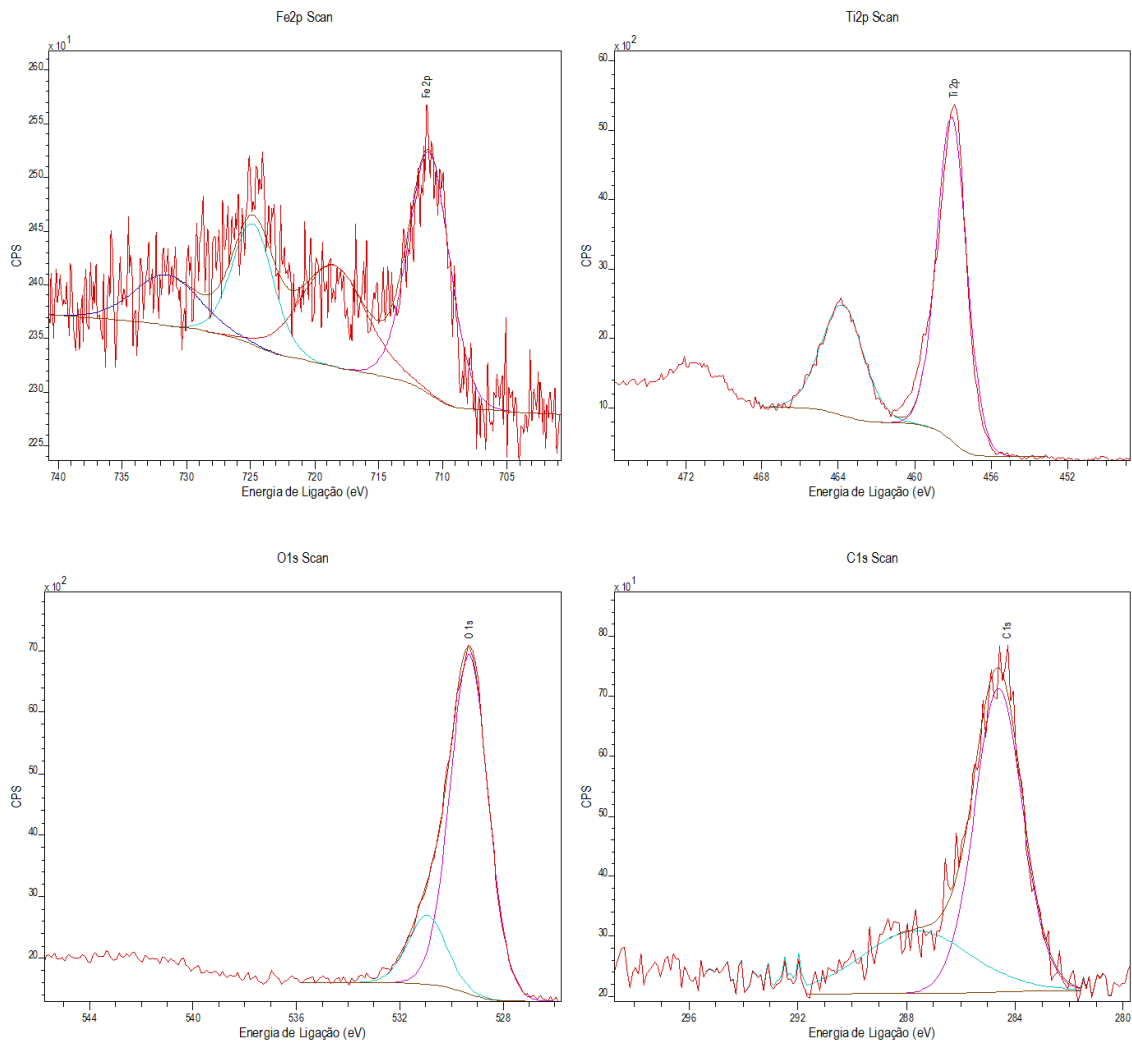 Fe2p Scan
x 10^1
260
255
250
245
240
235
230
225
CPS
Fe 2p
740 735 730 725 720 715 710 705
Energia de Ligação (eV)
Ti2p Scan
x 10^2
60
50
40
30
20
10
CPS
Ti 2p
472 468 464 460 456 452
Energia de Ligação (eV)
O1s Scan
x 10^2
70
60
50
40
30
20
CPS
O 1s
544 540 536 532 528
Energia de Ligação (eV)
C1s Scan
x 10^1
80
70
60
50
40
30
20
CPS
C 1s
296 292 288 284 280
Energia de Ligação (eV)